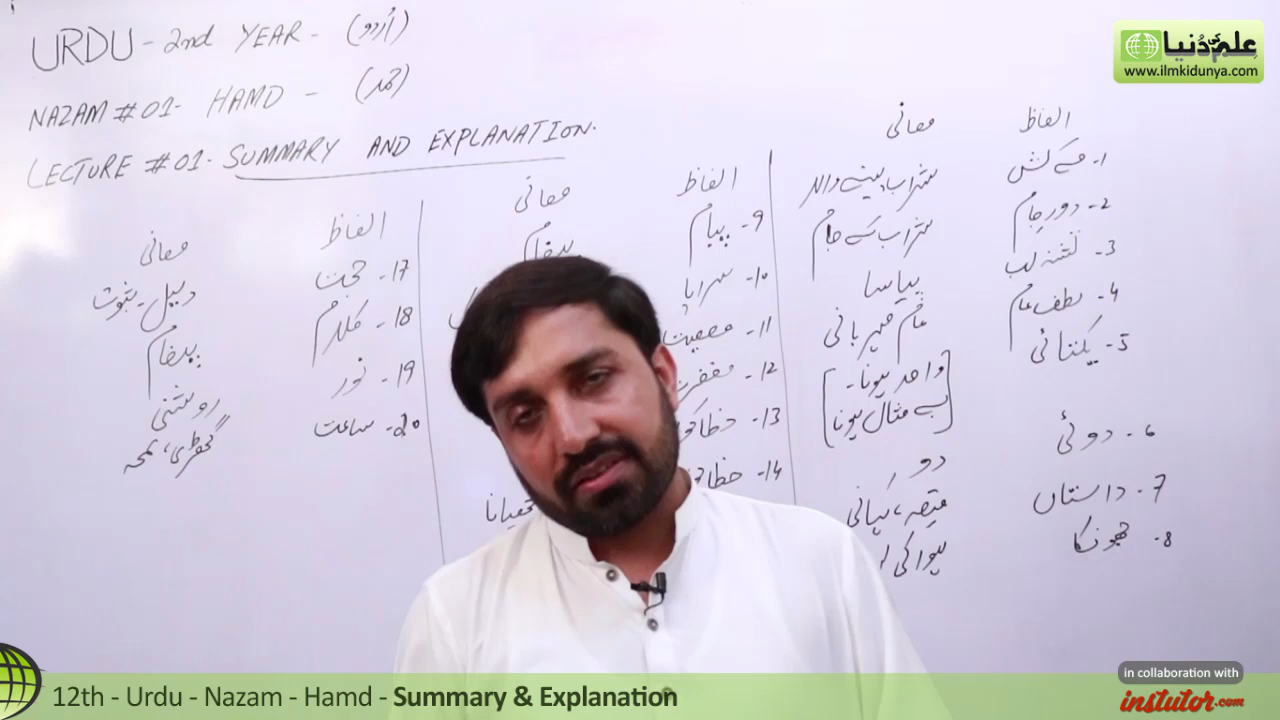 URDU - 2nd YEAR - (اُردو)
NAZAM # 01 - HAMD - (حمد)
LECTURE # 01 - SUMMARY AND EXPLANATION.
علم کی دُنیا
www.ilmkidunya.com
الفاظ معانی
1- مے کش شراب پینے والا
2- دورِجام شراب کے جام
3- تشنہ لب پیاسا
4- لطف عام عام مہربانی
5- یکتائی [واحد ہونا-
بے مثال ہونا]
6- دوئی دو
7- داستاں قصہ، کہانی
8- جھونکا ہوا کی
الفاظ معانی
9- پیام پیغام
10- سراپا
11- معصیت
12- مغفرت
13-
14-
الفاظ معانی
17- حجت دلیل - ثبوت
18- کلام پیغام
19- نور روشنی
20- ساعت گھڑی، لمحہ
12th - Urdu - Nazam - Hamd - Summary & Explanation
in collaboration with
instutor.com